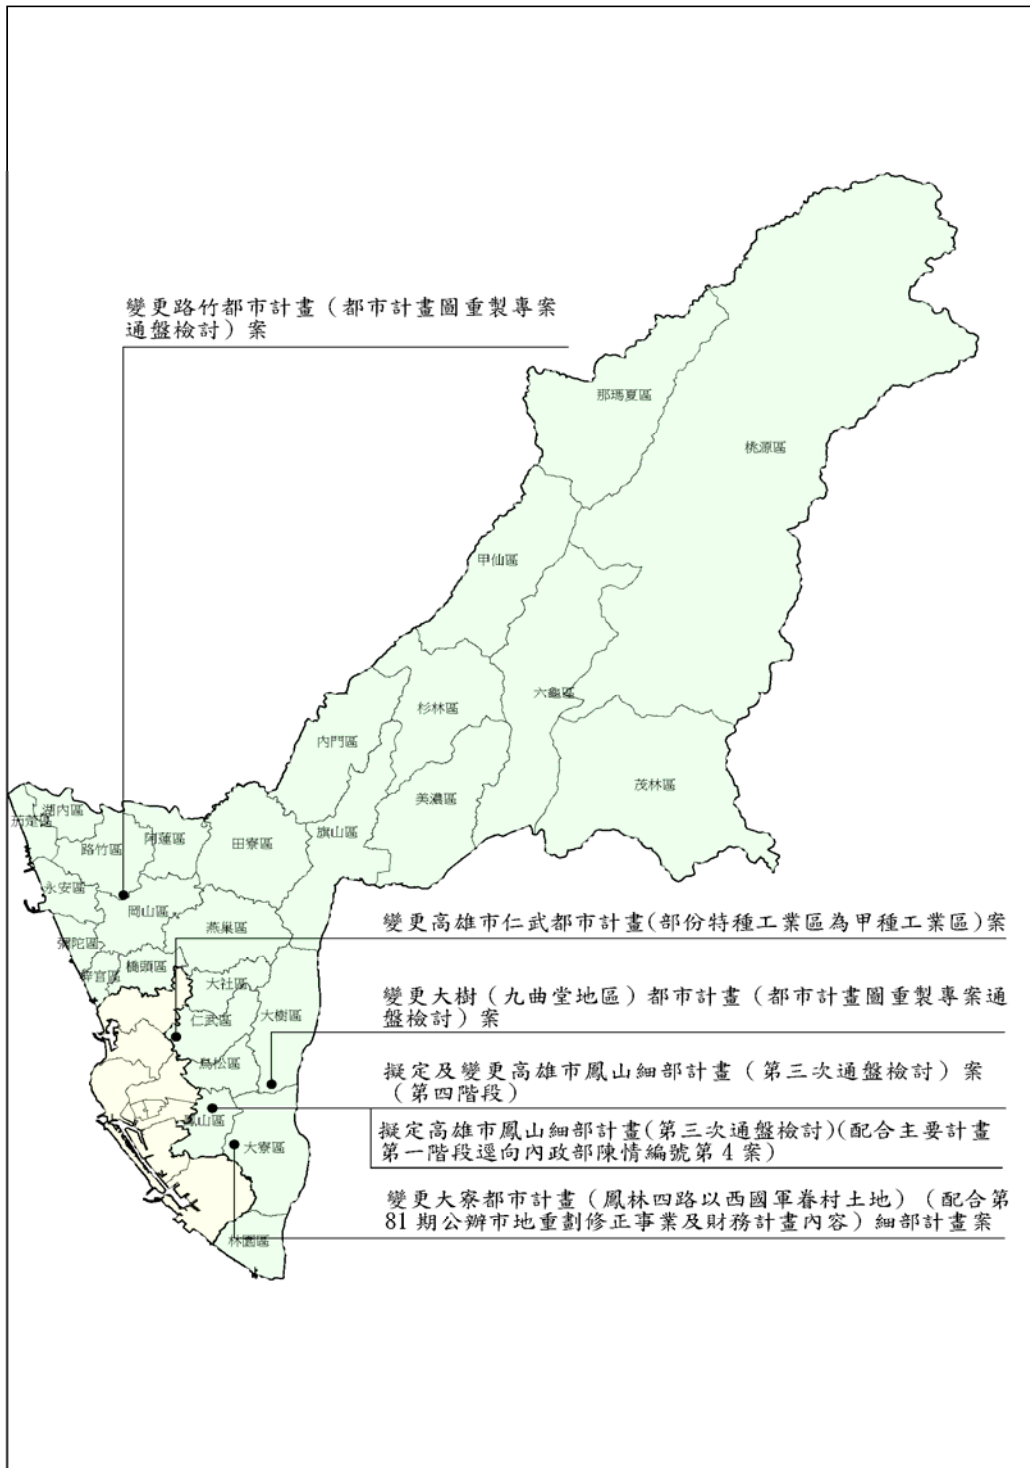 變更路竹都市計畫（都市計畫圖重製專案
通盤檢討）案
那瑪夏區
桃源區
甲仙區
六龜區
杉林區
內門區
茂林區
美濃區
湖內區
茄萣區
阿蓮區
田寮區
旗山區
路竹區
永安區
岡山區
燕巢區
變更高雄市仁武都市計畫(部份特種工業區為甲種工業區)案
彌陀區
橋頭區
梓官區
大社區
變更大樹（九曲堂地區）都市計畫（都市計畫圖重製專案通
盤檢討）案
仁武區
大樹區
鳥松區
擬定及變更高雄市鳳山細部計畫（第三次通盤檢討）案
（第四階段）
鳳山區
擬定高雄市鳳山細部計畫(第三次通盤檢討)(配合主要計畫
第一階段逕向內政部陳情編號第4案)
大寮區
變更大寮都市計畫（鳳林四路以西國軍眷村土地）（配合第
81期公辦市地重劃修正事業及財務計畫內容）細部計畫案
林園區